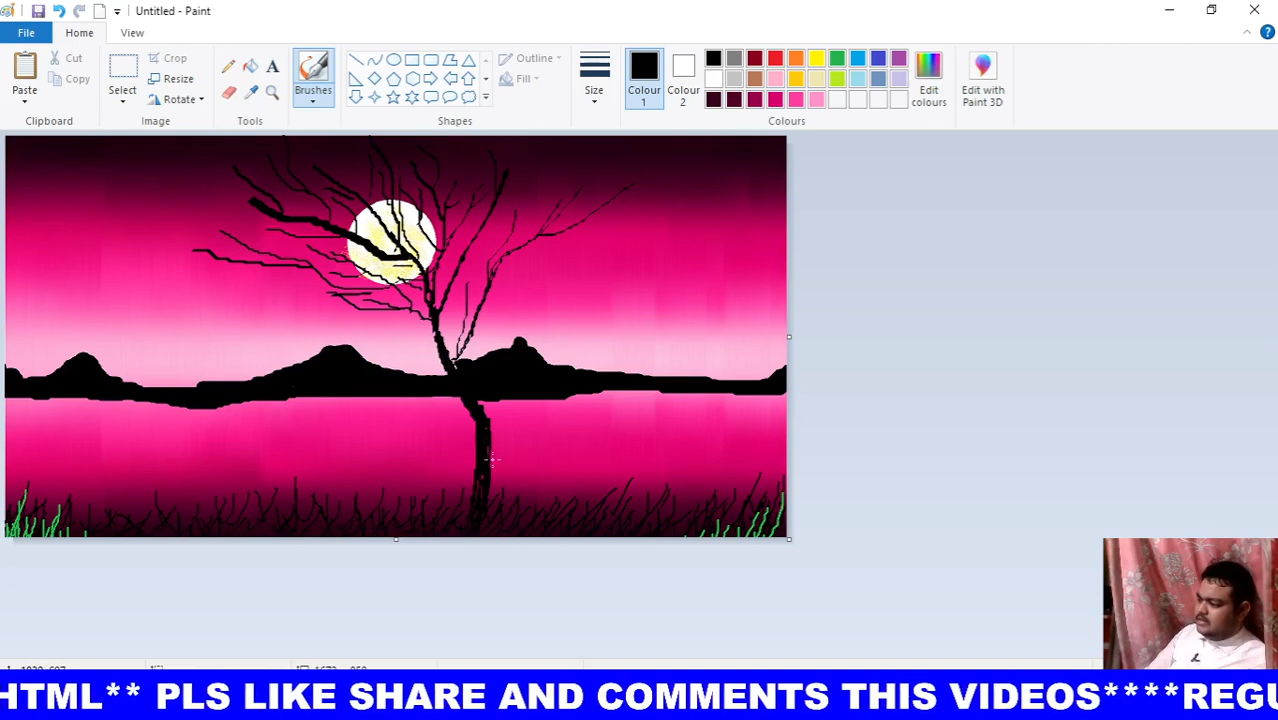 Untitled - Paint
File Home View
Paste
Cut
Copy
Clipboard
Select
Crop
Resize
Rotate
Image
A
Tools
Brushes
Outline
Fill
Shapes
Size
Colour 1
Colour 2
Edit colours
Colours
Edit with Paint 3D
HTML** PLS LIKE SHARE AND COMMENTS THIS VIDEOS****REGU